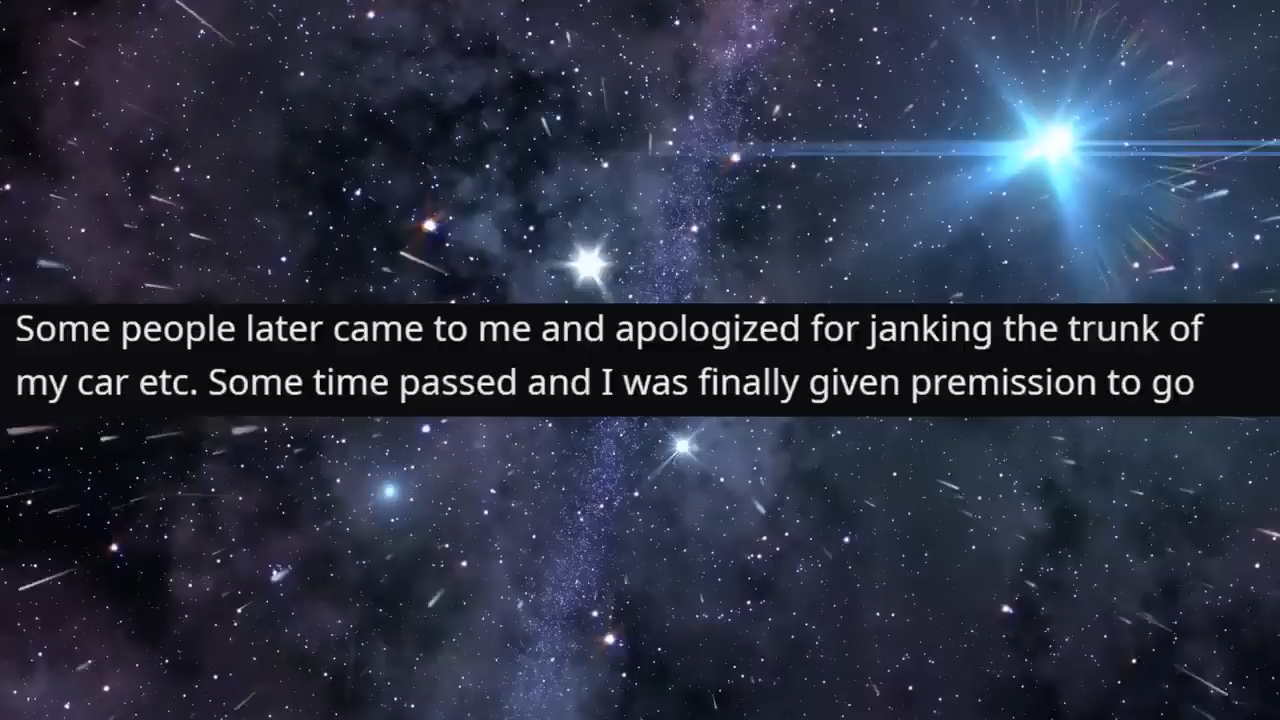 Some people later came to me and apologized for janking the trunk of
my car etc. Some time passed and I was finally given premission to go